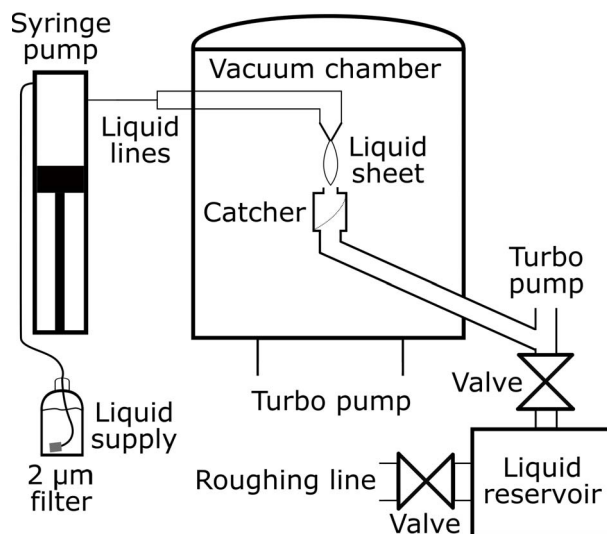 Syringe
pump
Vacuum chamber
Liquid
lines
Liquid
sheet
Catcher
Turbo
pump
Turbo pump
Valve
Liquid
supply
2 µm
filter
Roughing line
Valve
Liquid
reservoir